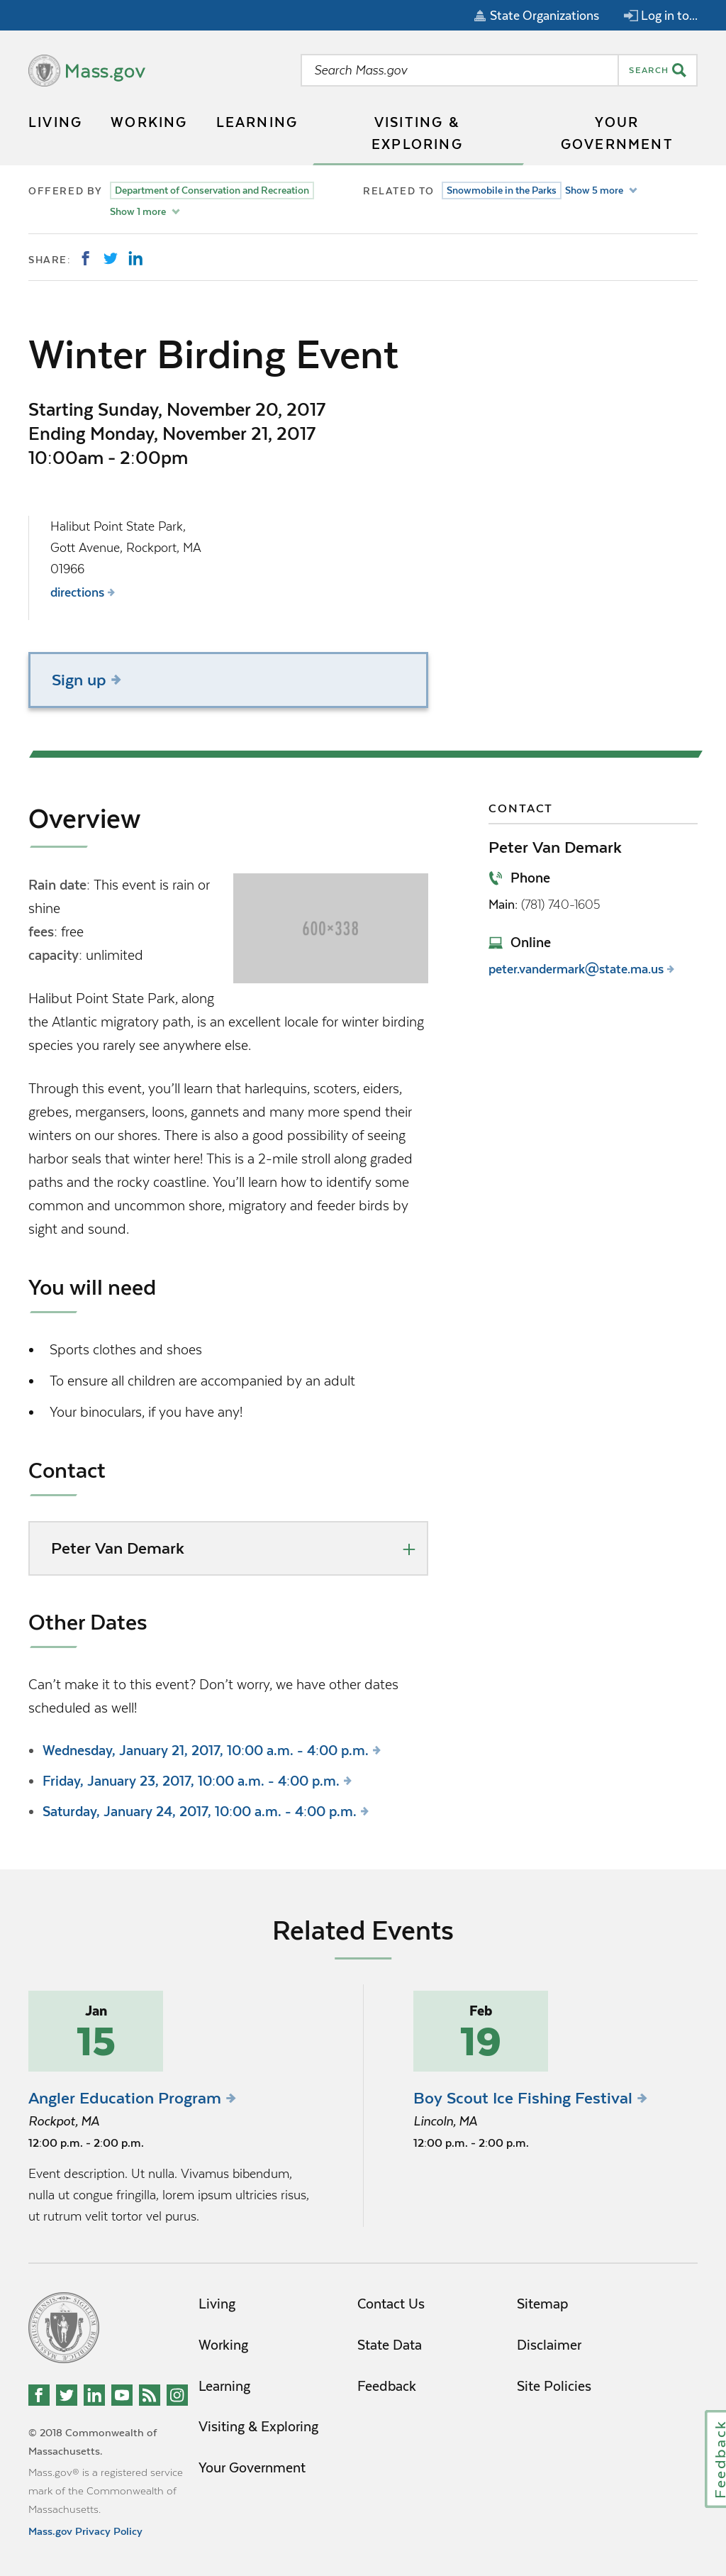 State Organizations
Log in to...
Mass.gov
Search Mass.gov
SEARCH
LIVING
WORKING
LEARNING
VISITING &
EXPLORING
YOUR
GOVERNMENT
OFFERED BY
Department of Conservation and Recreation
Show 1 more
RELATED TO
Snowmobile in the Parks
Show 5 more
SHARE:
Winter Birding Event
Starting Sunday, November 20, 2017
Ending Monday, November 21, 2017
10:00am - 2:00pm
Halibut Point State Park,
Gott Avenue, Rockport, MA
01966
directions
Sign up
Overview
Rain date: This event is rain or
shine
fees: free
capacity: unlimited
600×338
Halibut Point State Park, along
the Atlantic migratory path, is an excellent locale for winter birding
species you rarely see anywhere else.
Through this event, you’ll learn that harlequins, scoters, eiders,
grebes, mergansers, loons, gannets and many more spend their
winters on our shores. There is also a good possibility of seeing
harbor seals that winter here! This is a 2-mile stroll along graded
paths and the rocky coastline. You’ll learn how to identify some
common and uncommon shore, migratory and feeder birds by
sight and sound.
You will need
• Sports clothes and shoes
• To ensure all children are accompanied by an adult
• Your binoculars, if you have any!
Contact
Peter Van Demark
Other Dates
Can’t make it to this event? Don’t worry, we have other dates
scheduled as well!
• Wednesday, January 21, 2017, 10:00 a.m. - 4:00 p.m.
• Friday, January 23, 2017, 10:00 a.m. - 4:00 p.m.
• Saturday, January 24, 2017, 10:00 a.m. - 4:00 p.m.
CONTACT
Peter Van Demark
Phone
Main: (781) 740-1605
Online
peter.vandermark@state.ma.us
Related Events
Jan
15
Angler Education Program
Rockpot, MA
12:00 p.m. - 2:00 p.m.
Event description. Ut nulla. Vivamus bibendum,
nulla ut congue fringilla, lorem ipsum ultricies risus,
ut rutrum velit tortor vel purus.
Feb
19
Boy Scout Ice Fishing Festival
Lincoln, MA
12:00 p.m. - 2:00 p.m.
Living
Working
Learning
Visiting & Exploring
Your Government
Contact Us
State Data
Feedback
Sitemap
Disclaimer
Site Policies
© 2018 Commonwealth of
Massachusetts.
Mass.gov® is a registered service
mark of the Commonwealth of
Massachusetts.
Mass.gov Privacy Policy
Feedback